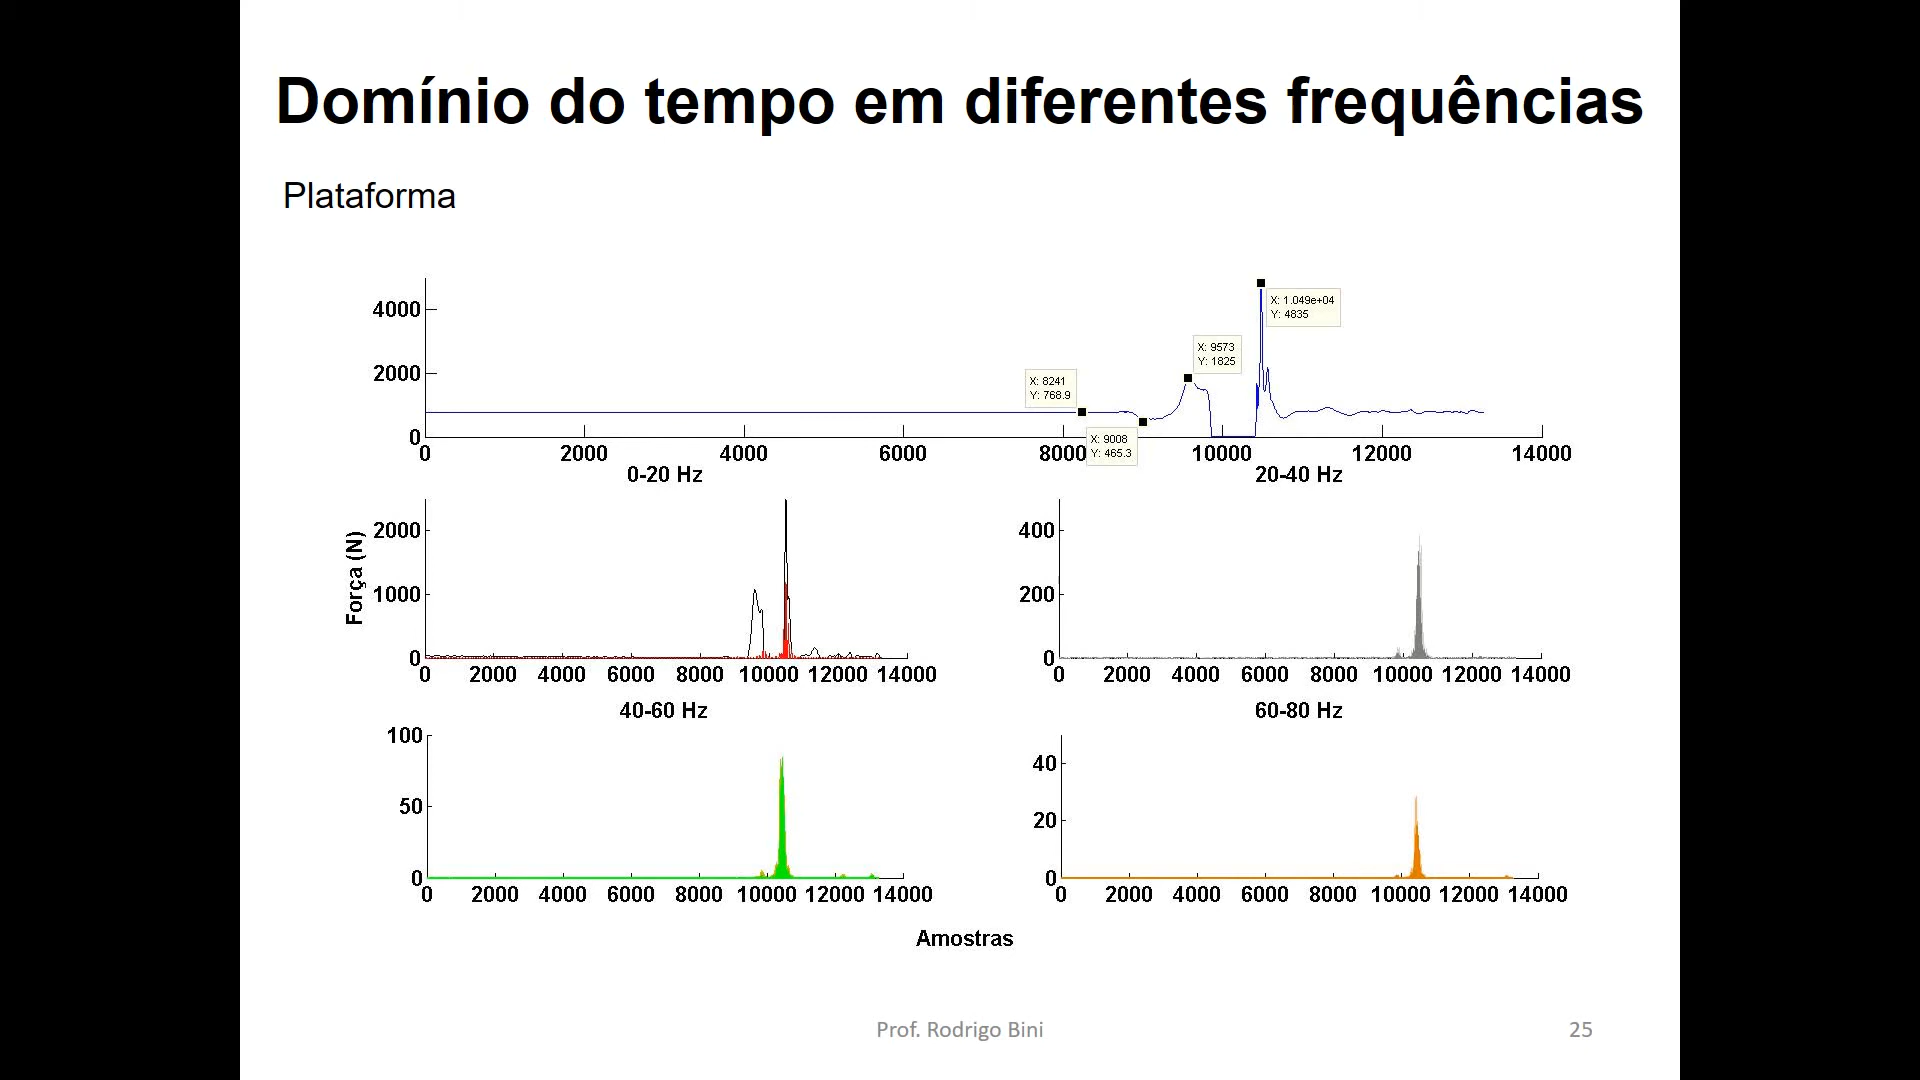 Domínio do tempo em diferentes frequências
Plataforma
4000
2000
0
X: 8241
Y: 768.9
X: 9008
Y: 465.3
X: 9573
Y: 1825
X: 1.049e+04
Y: 4835
0 2000 4000 6000 8000 10000 12000 14000
0-20 Hz
20-40 Hz
Força (N)
2000
1000
0
0 2000 4000 6000 8000 10000 12000 14000
400
200
0
0 2000 4000 6000 8000 10000 12000 14000
40-60 Hz
60-80 Hz
100
50
0
0 2000 4000 6000 8000 10000 12000 14000
40
20
0
0 2000 4000 6000 8000 10000 12000 14000
Amostras
Prof. Rodrigo Bini
25